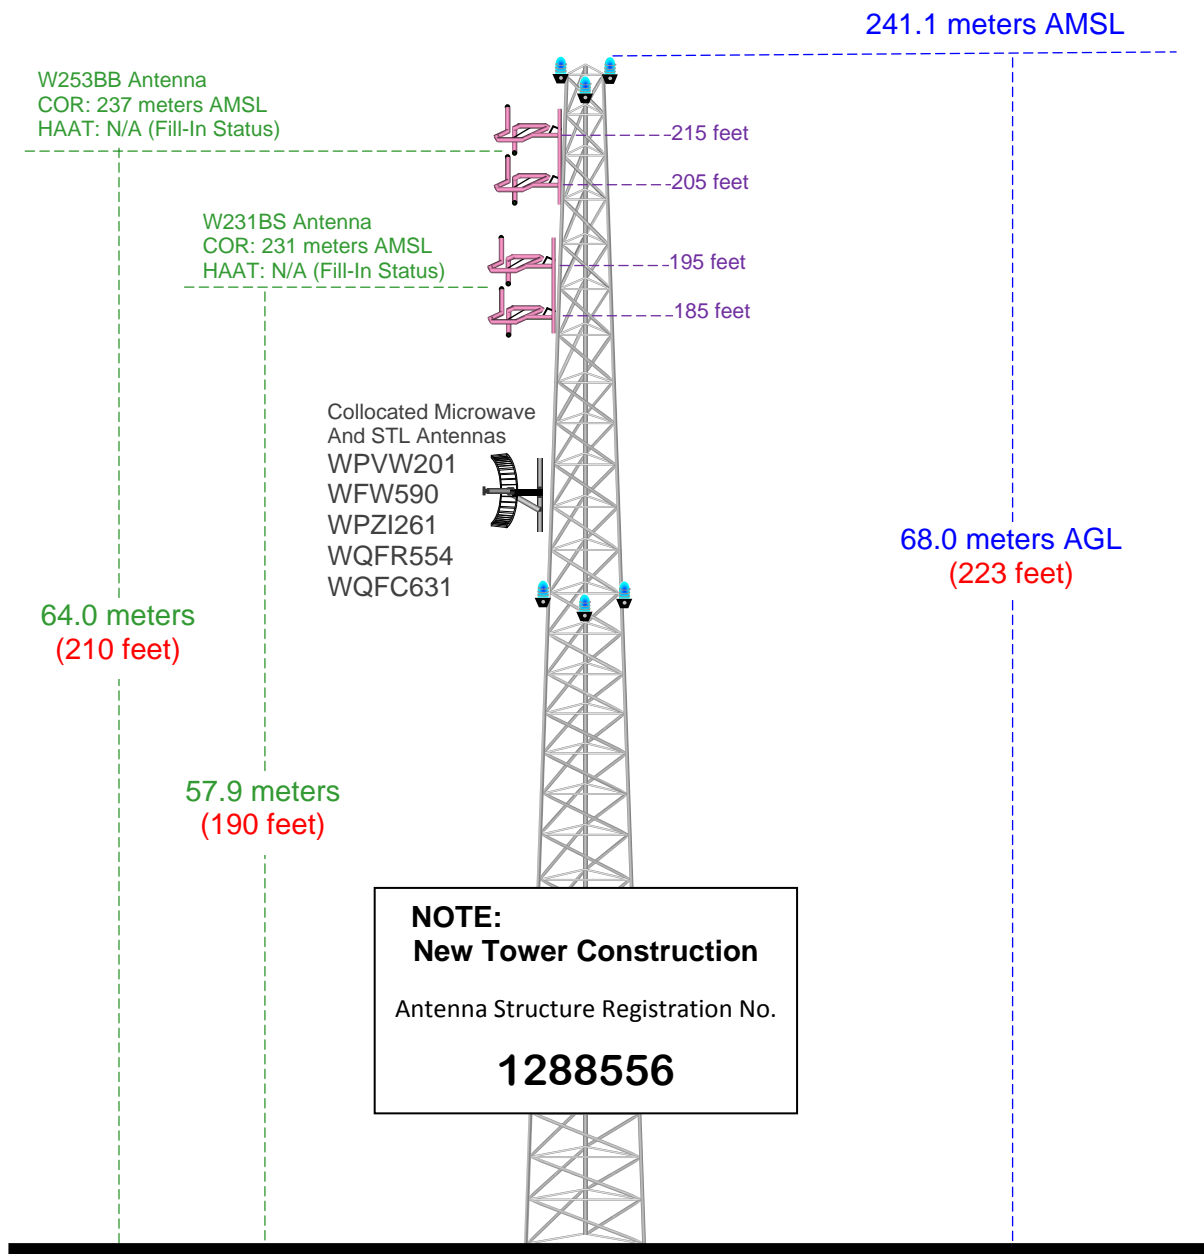 241.1 meters AMSL
W253BB Antenna
COR: 237 meters AMSL
HAAT: N/A (Fill-In Status)
215 feet
205 feet
W231BS Antenna
COR: 231 meters AMSL
HAAT: N/A (Fill-In Status)
195 feet
185 feet
Collocated Microwave
And STL Antennas
WPVW201
WFW590
WPZI261
WQFR554
WQFC631
68.0 meters AGL
(223 feet)
64.0 meters
(210 feet)
57.9 meters
(190 feet)
NOTE:
New Tower Construction
Antenna Structure Registration No.
1288556